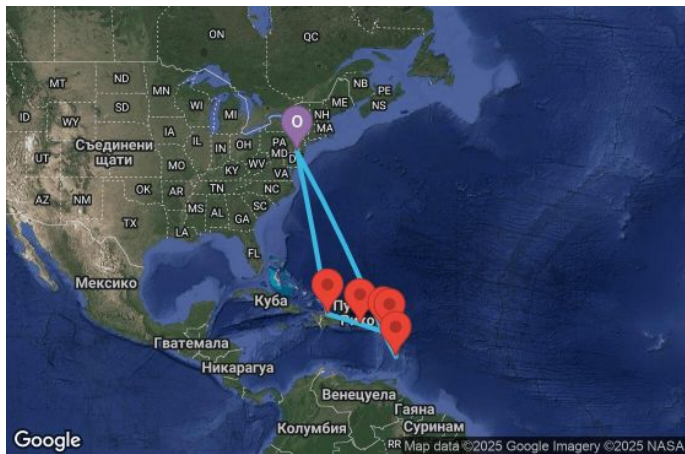 ON
QC
NB
PE
NS
ME
MT
ND
MN
SD
WI
MI
NH
MA
ID
WY
IA
IL
IN
OH
PA
MD
O
Съединени
щати
UT
MO
KY
WV
VA
OK
AR
TN
NC
AZ
NM
MS
AL
GA
SC
TX
LA
FL
Мексико
Куба
Гватемала
Никарагуа
Венецуела
Гаяна
Колумбия
Суринам
RR
Google
Map data ©2025 Google Imagery ©2025 NASA